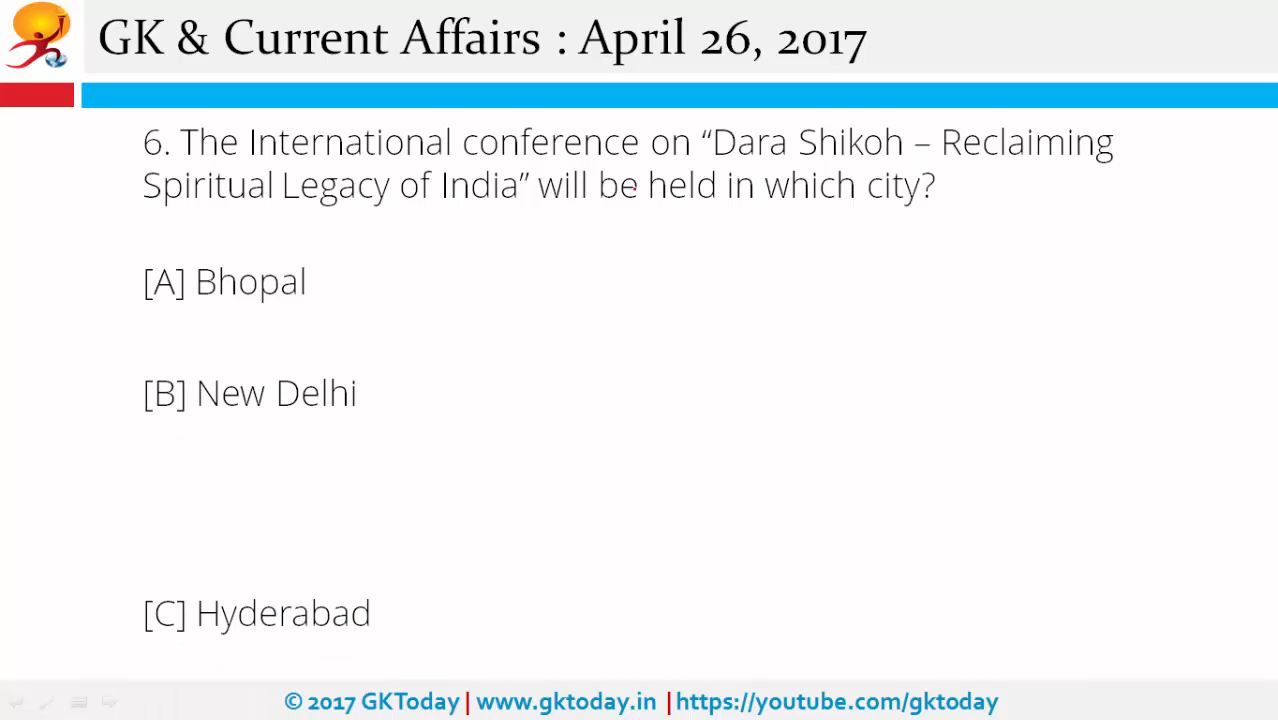 GK & Current Affairs : April 26, 2017
6. The International conference on “Dara Shikoh – Reclaiming
Spiritual Legacy of India” will be held in which city?
[A] Bhopal
[B] New Delhi
[C] Hyderabad
© 2017 GKToday | www.gktoday.in | https://youtube.com/gktoday